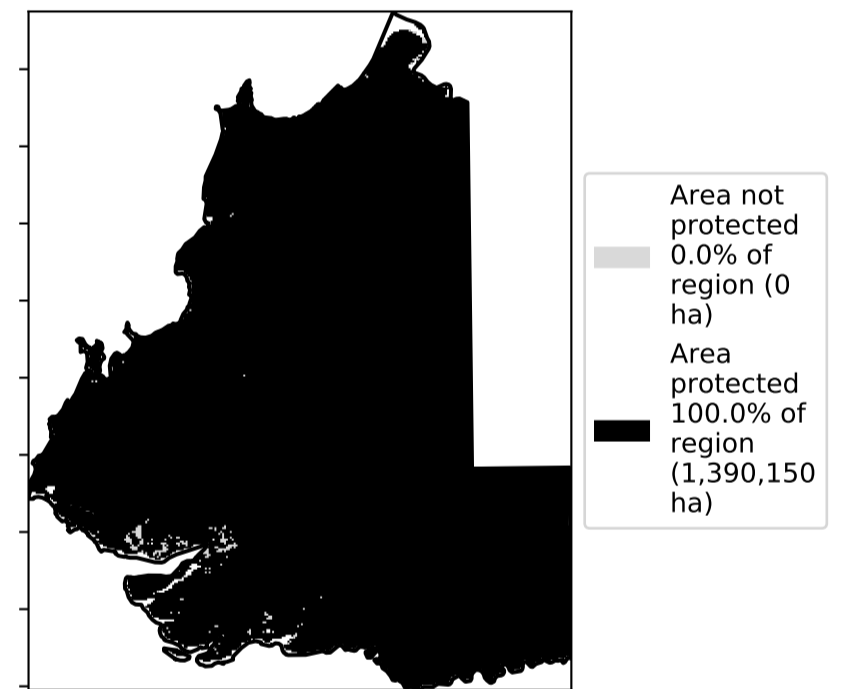 Area not
protected
0.0% of
region (0
ha)
Area
protected
100.0% of
region
(1,390,150
ha)